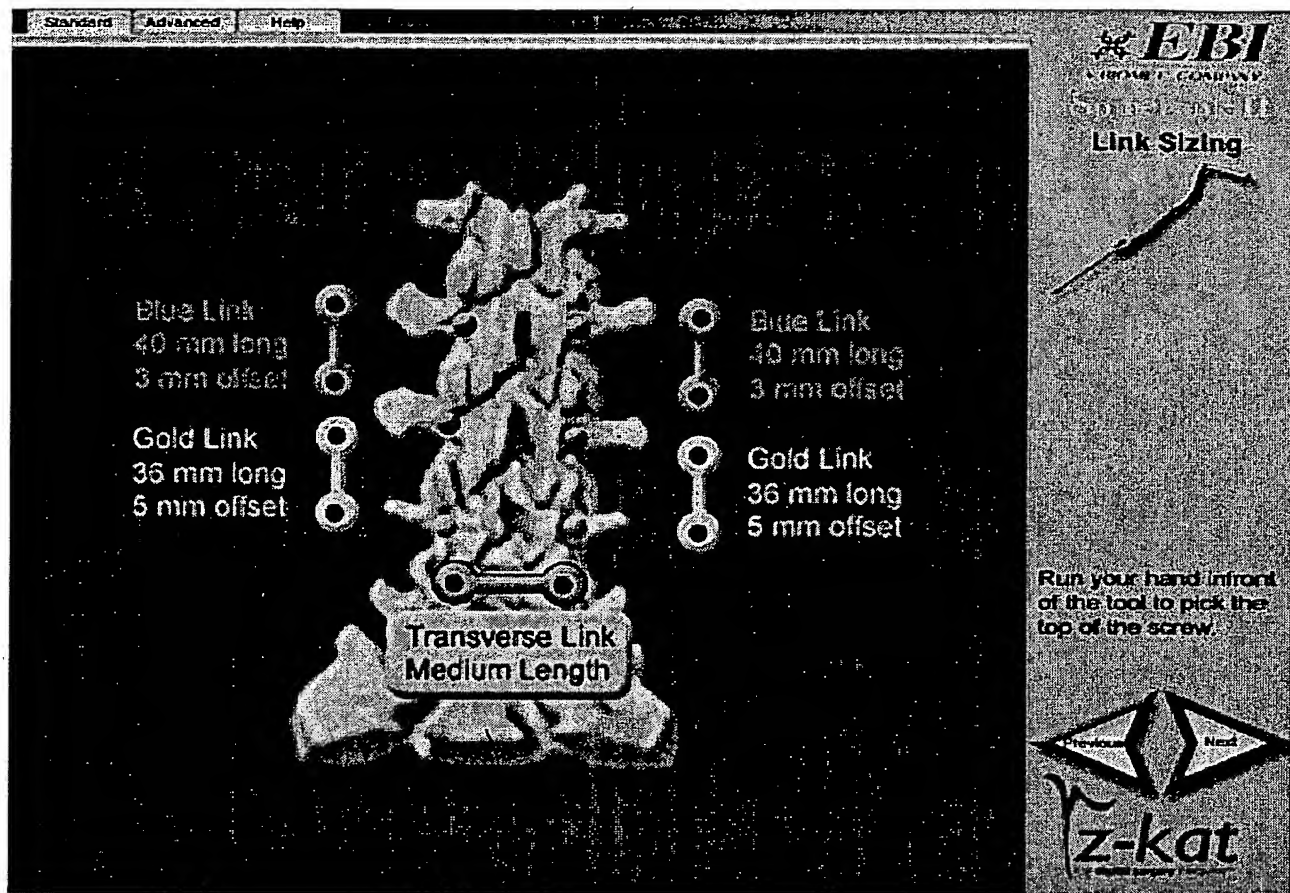 Standard
Advanced
Help
EBI
Link Sizing
Blue Link
40 mm long
3 mm offset
Gold Link
36 mm long
5 mm offset
Blue Link
40 mm long
3 mm offset
Gold Link
36 mm long
5 mm offset
Transverse Link
Medium Length
Run your hand infront
of the tool to pick the
top of the screw.
Previous
Next
z-kat